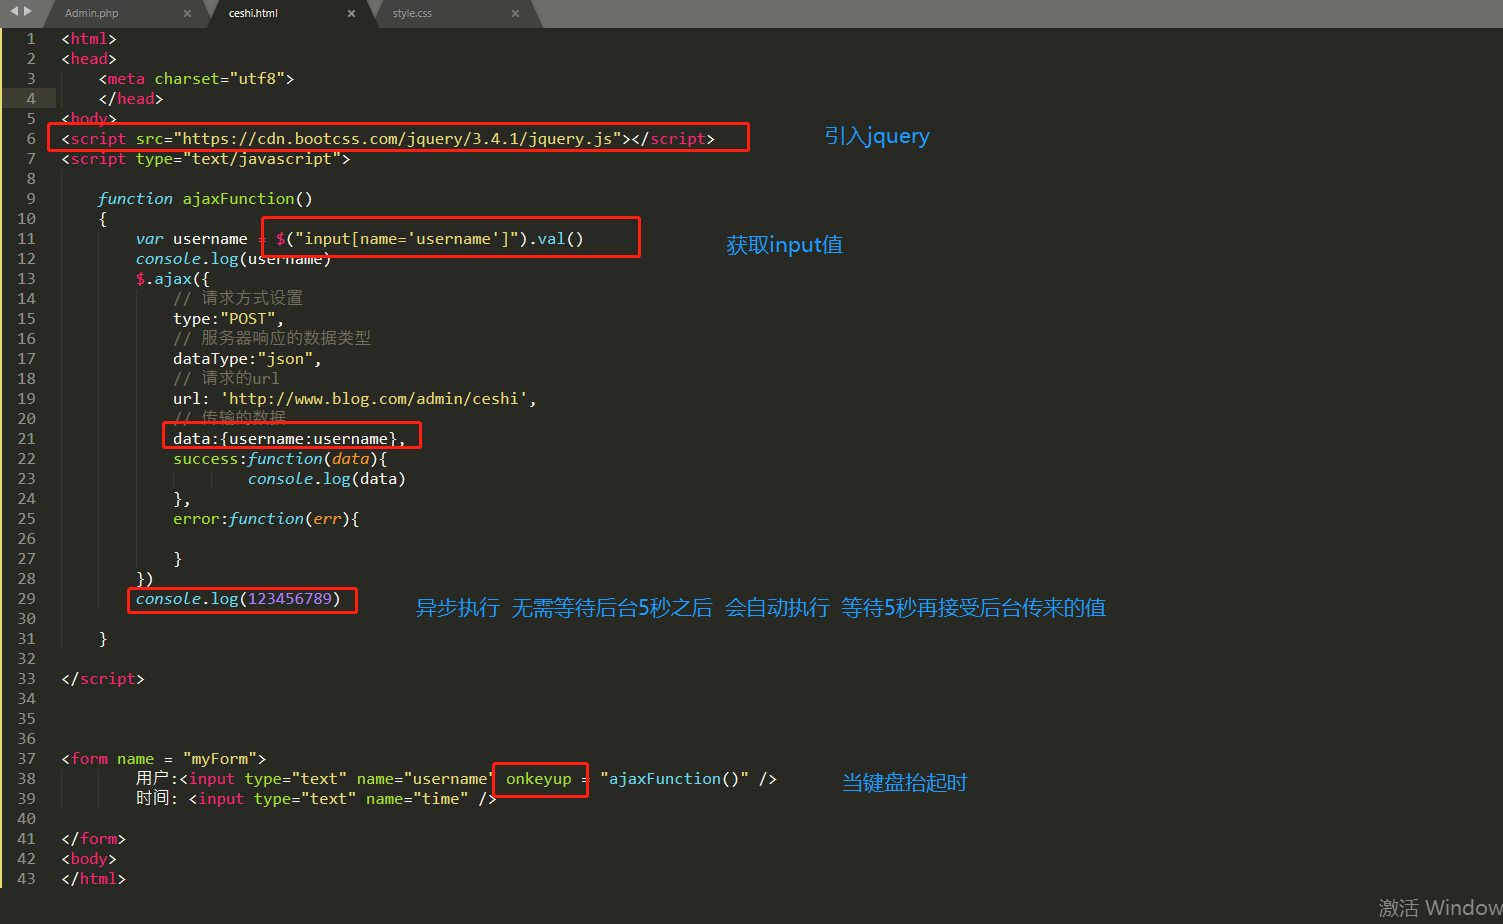 Admin.php × ceshi.html × style.css ×
1 <html>
2 <head>
3 <meta charset="utf8">
4 </head>
5 <body>
6 <script src="https://cdn.bootcss.com/jquery/3.4.1/jquery.js"></script> 引入jquery
7 <script type="text/javascript">
8
9 function ajaxFunction()
10 {
11 var username = $("input[name='username']").val() 获取input值
12 console.log(username)
13 $.ajax({
14 // 请求方式设置
15 type:"POST",
16 // 服务器响应的数据类型
17 dataType:"json",
18 // 请求的url
19 url: 'http://www.blog.com/admin/ceshi',
20 // 传输的数据
21 data:{username:username},
22 success:function(data){
23 console.log(data)
24 },
25 error:function(err){
26
27 }
28 })
29 console.log(123456789) 异步执行 无需等待后台5秒之后 会自动执行 等待5秒再接受后台传来的值
30
31 }
32
33 </script>
34
35
36
37 <form name = "myForm">
38 用户:<input type="text" name="username" onkeyup = "ajaxFunction()" /> 当键盘抬起时
39 时间: <input type="text" name="time" />
40
41 </form>
42 <body>
43 </html>
激活 Window